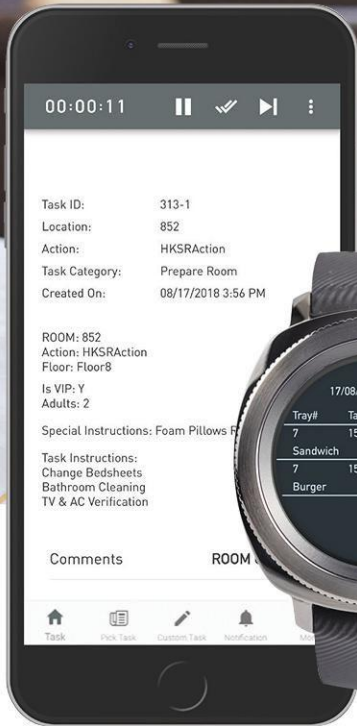 00:00:11
Task ID: 313-1
Location: 852
Action: HKSRAction
Task Category: Prepare Room
Created On: 08/17/2018 3:56 PM
ROOM: 852
Action: HKSRAction
Floor: Floor8
Is VIP: Y
Adults: 2
Special Instructions: Foam Pillows
Task Instructions:
Change Bedsheets
Bathroom Cleaning
TV & AC Verification
Comments ROOM
Task Pick Task Custom Task Notification
17/08/
Tray#
7 15
Sandwich
7 15
Burger